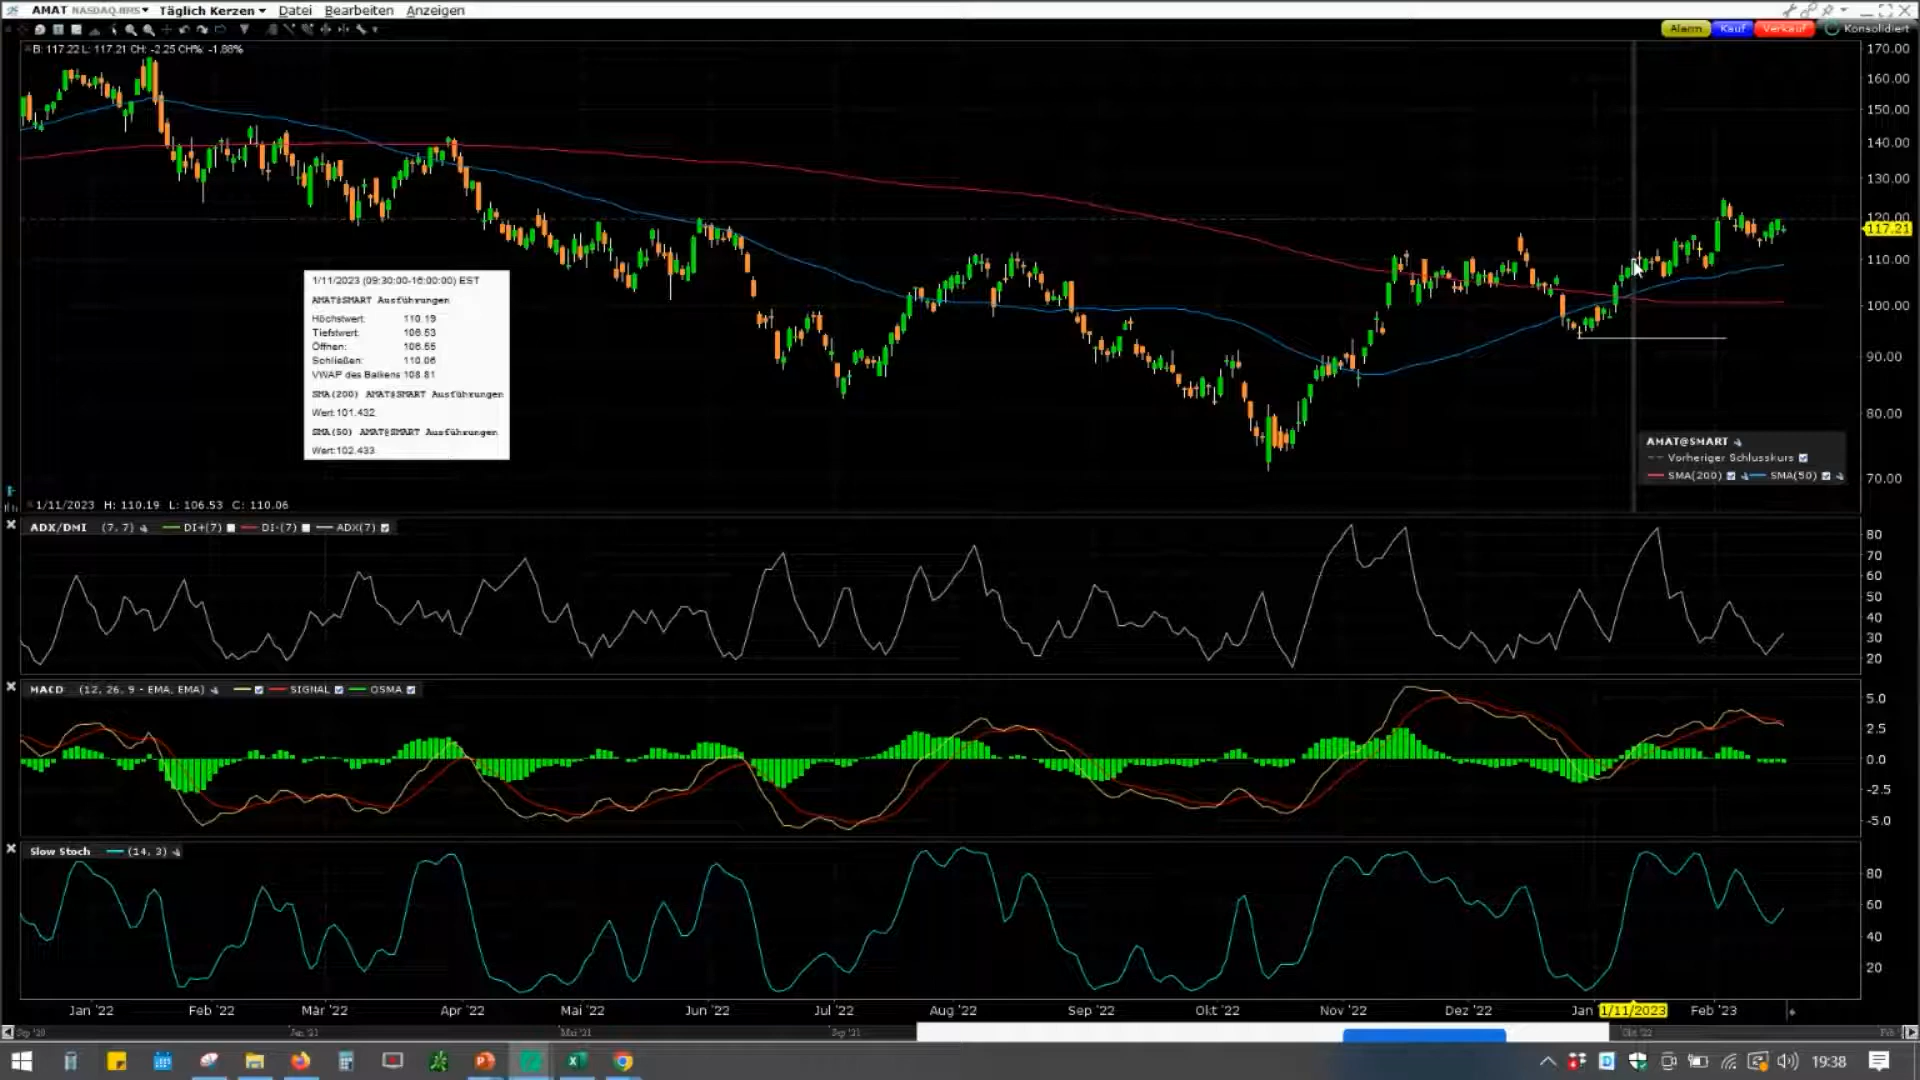 AMAT NASDAQ.NMS Täglich Kerzen Datei Bearbeiten Anzeigen
Alarm Kauf Verkauf Konsolidiert
B: 117.22 L: 117.21 CH: -2.25 CH%: -1.88%
170.00
160.00
150.00
140.00
130.00
120.00
117.21
110.00
100.00
90.00
80.00
70.00
1/11/2023 (09:30:00-16:00:00) EST
AMAT@SMART Ausführungen
Höchstwert: 110.19
Tiefstwert: 106.53
Öffnen: 108.55
Schließen: 110.06
VWAP des Balkens 108.81
SMA(200) AMAT@SMART Ausführungen
Wert:101.432
SMA(50) AMAT@SMART Ausführungen
Wert:102.433
AMAT@SMART
Vorheriger Schlusskurs
SMA(200) SMA(50)
1/11/2023 H: 110.19 L: 106.53 C: 110.06
ADX/DMI (7, 7) DI+(7) DI-(7) ADX(7)
80
70
60
50
40
30
20
MACD (12, 26, 9 - EMA, EMA) SIGNAL OSMA
5.0
2.5
0.0
-2.5
-5.0
Slow Stoch (14, 3)
80
60
40
20
Jan '22 Feb '22 Mär '22 Apr '22 Mai '22 Jun '22 Jul '22 Aug '22 Sep '22 Okt '22 Nov '22 Dez '22 Jan 1/11/2023 Feb '23
Sep '20 Mai '21 Sep '21
19:38